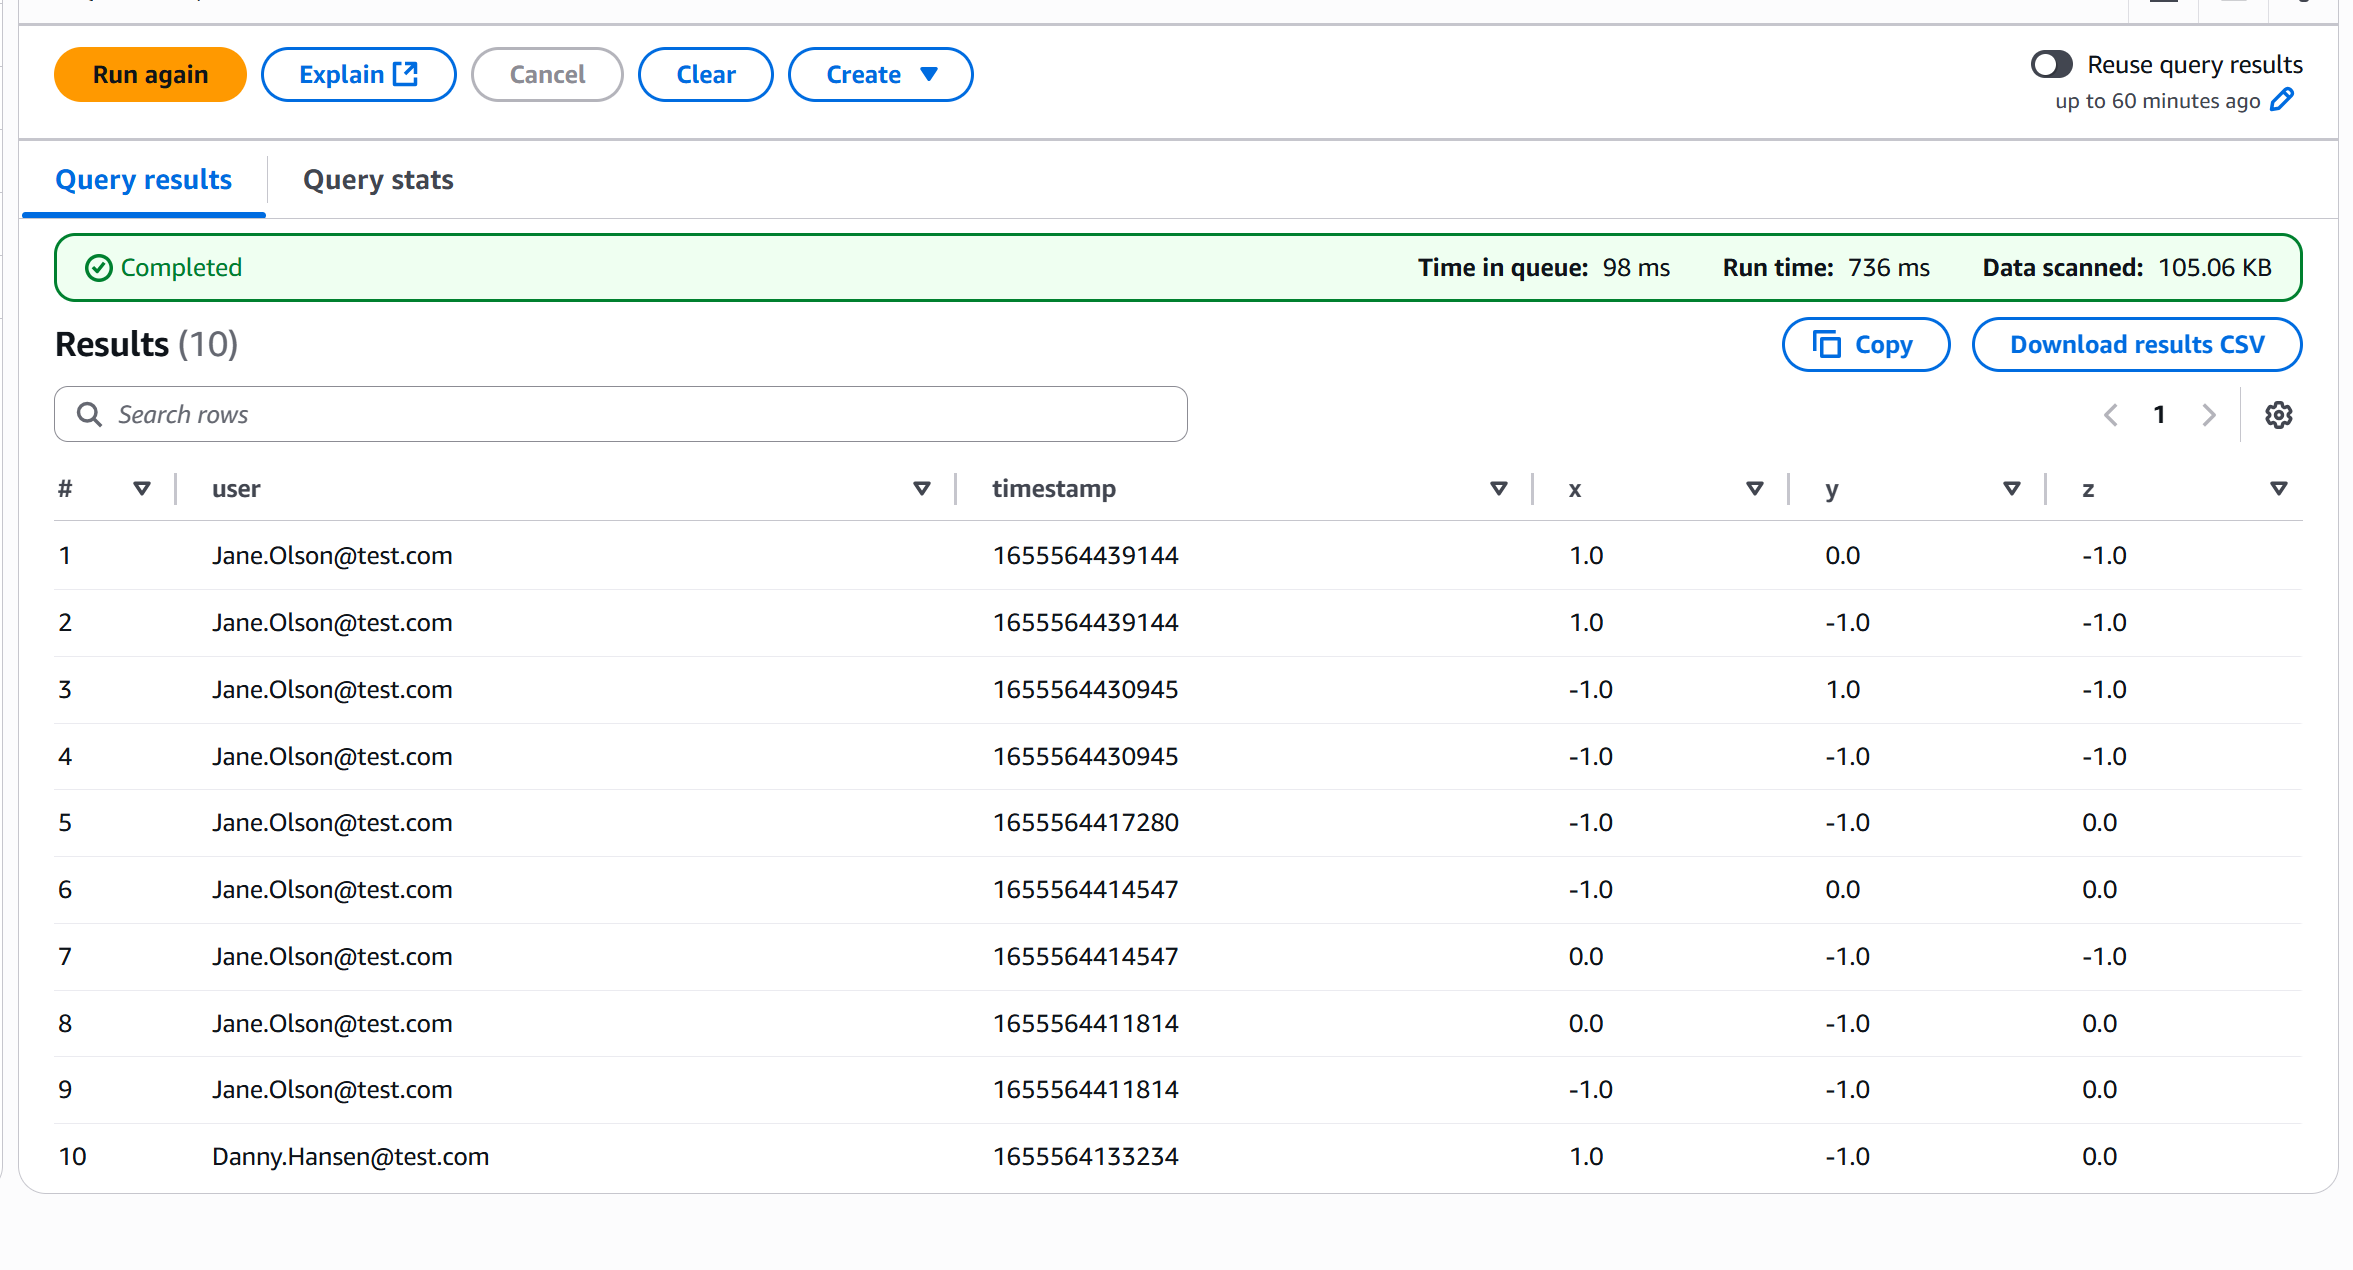 Run again Explain Cancel Clear Create Reuse query results
up to 60 minutes ago
Query results Query stats
Completed Time in queue: 98 ms Run time: 736 ms Data scanned: 105.06 KB
Results (10) Copy Download results CSV
Search rows 1
# user timestamp x y z
1 Jane.Olson@test.com 1655564439144 1.0 0.0 -1.0
2 Jane.Olson@test.com 1655564439144 1.0 -1.0 -1.0
3 Jane.Olson@test.com 1655564430945 -1.0 1.0 -1.0
4 Jane.Olson@test.com 1655564430945 -1.0 -1.0 -1.0
5 Jane.Olson@test.com 1655564417280 -1.0 -1.0 0.0
6 Jane.Olson@test.com 1655564414547 -1.0 0.0 0.0
7 Jane.Olson@test.com 1655564414547 0.0 -1.0 -1.0
8 Jane.Olson@test.com 1655564411814 0.0 -1.0 0.0
9 Jane.Olson@test.com 1655564411814 -1.0 -1.0 0.0
10 Danny.Hansen@test.com 1655564133234 1.0 -1.0 0.0